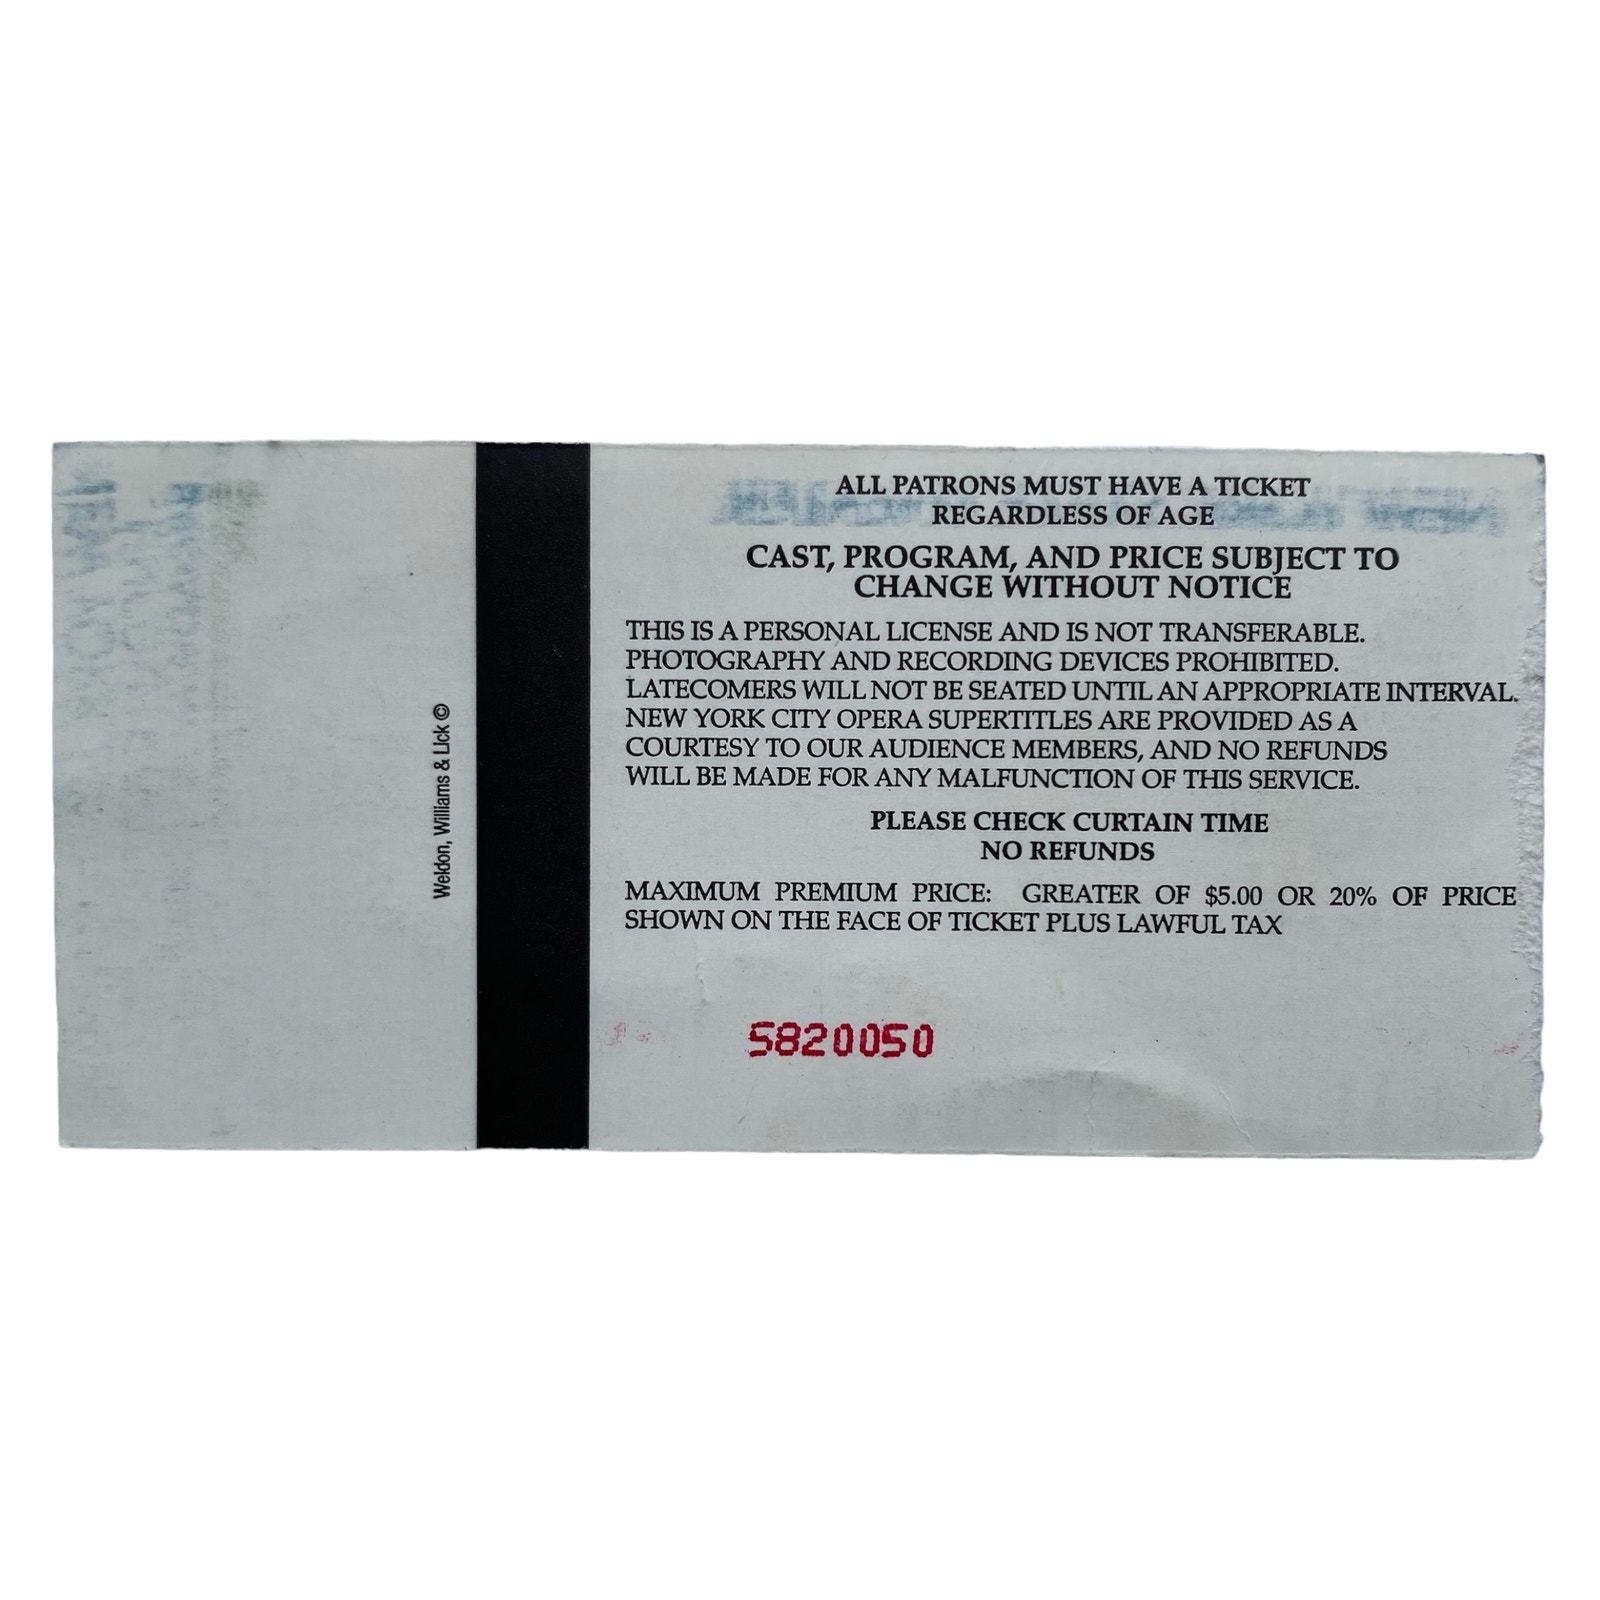 ALL PATRONS MUST HAVE A TICKET
REGARDLESS OF AGE
CAST, PROGRAM, AND PRICE SUBJECT TO
CHANGE WITHOUT NOTICE
THIS IS A PERSONAL LICENSE AND IS NOT TRANSFERABLE.
PHOTOGRAPHY AND RECORDING DEVICES PROHIBITED.
LATECOMERS WILL NOT BE SEATED UNTIL AN APPROPRIATE INTERVAL.
NEW YORK CITY OPERA SUPERTITLES ARE PROVIDED AS A
COURTESY TO OUR AUDIENCE MEMBERS, AND NO REFUNDS
WILL BE MADE FOR ANY MALFUNCTION OF THIS SERVICE.
PLEASE CHECK CURTAIN TIME
NO REFUNDS
MAXIMUM PREMIUM PRICE: GREATER OF $5.00 OR 20% OF PRICE
SHOWN ON THE FACE OF TICKET PLUS LAWFUL TAX
5820050
Weldon, Williams & Lick ©